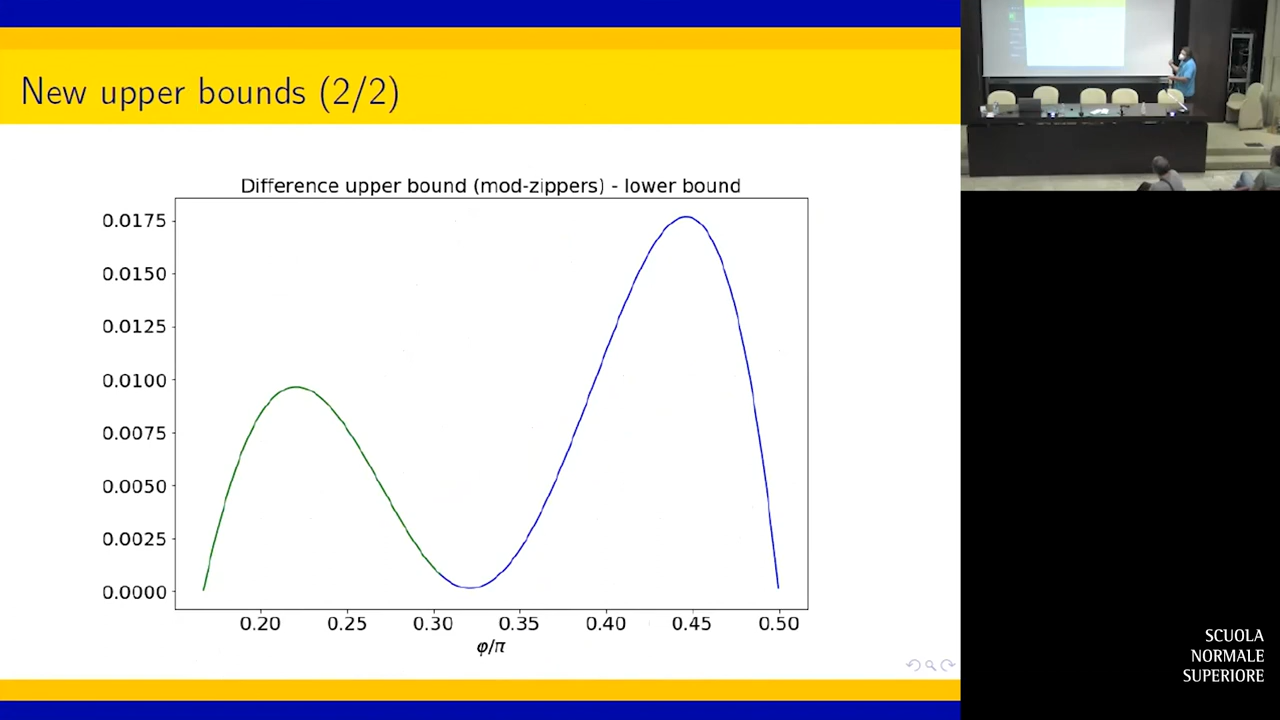 New upper bounds (2/2)
Difference upper bound (mod-zippers) - lower bound
0.0175
0.0150
0.0125
0.0100
0.0075
0.0050
0.0025
0.0000
0.20 0.25 0.30 0.35 0.40 0.45 0.50
φ/π
SCUOLA
NORMALE
SUPERIORE